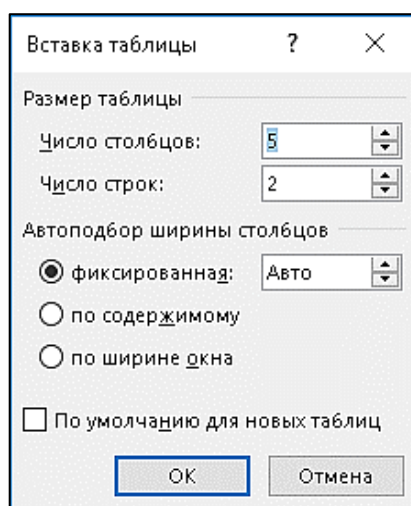 Вставка таблицы ? ×
Размер таблицы
Число столбцов: 5
Число строк: 2
Автоподбор ширины столбцов
фиксированная: Авто
по содержимому
по ширине окна
По умолчанию для новых таблиц
ОК Отмена